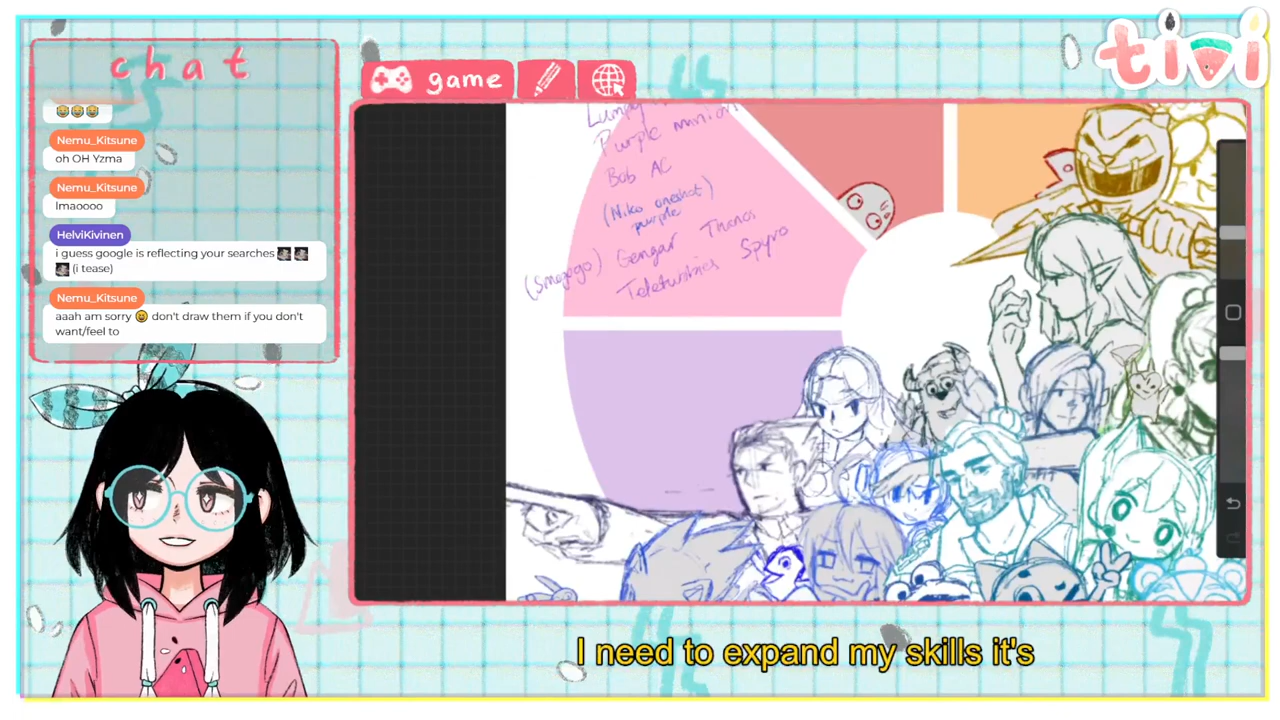 chat
Nemu_Kitsune
oh OH Yzma
Nemu_Kitsune
lmaoooo
HelviKivinen
i guess google is reflecting your searches
(i tease)
Nemu_Kitsune
aaah am sorry don't draw them if you don't
want/feel to
game
tivi
Lumpy
Purple minion
Bob AC
(Niko oneshot)
purple
(Smogogo) Gengar Thanos
Teletubbies Spyro
I need to expand my skills it's